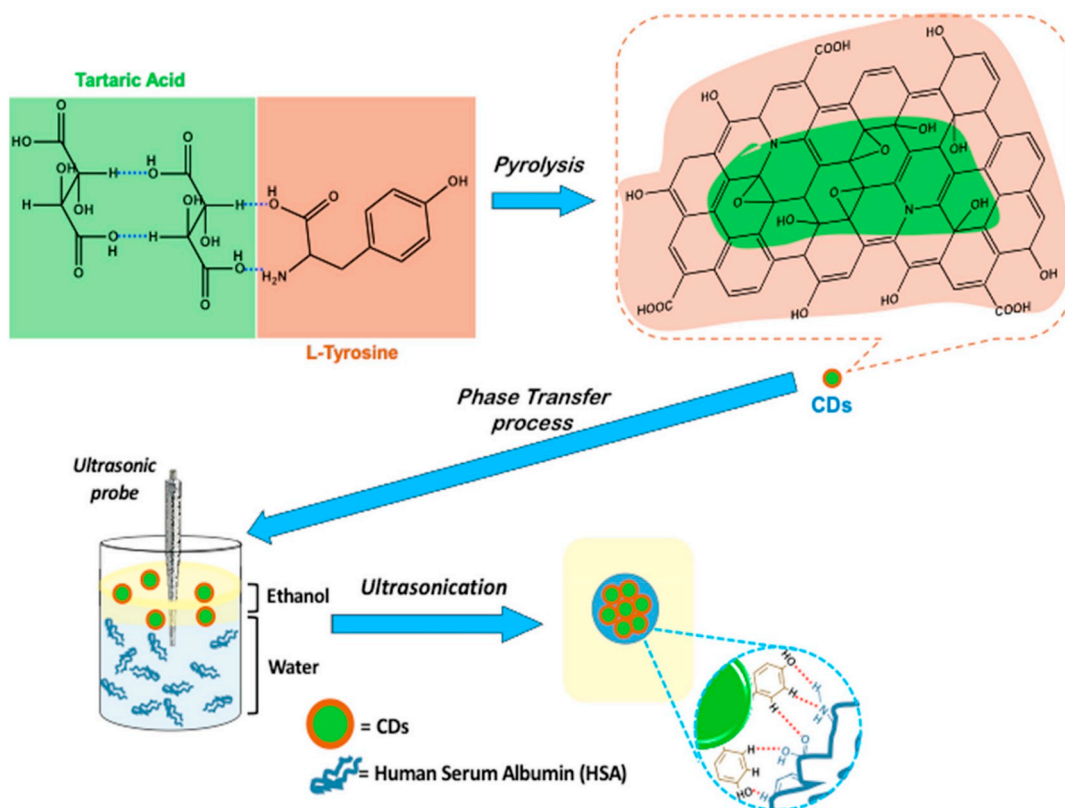 Tartaric Acid
O
HO
OH
H
H
O
OH
H
O
H
O
HO
O
OH
H
H
OH
O
H
O
H
O
O
H2N
OH
L-Tyrosine
Pyrolysis
HO
COOH
HO
N
OH
O
OH
HO
O
O
HO
N
OH
OH
HOOC
HO
HO
COOH
CDs
Phase Transfer
process
Ultrasonic
probe
Ethanol
Water
Ultrasonication
= CDs
= Human Serum Albumin (HSA)
HO
H
H
N
H
H
O
H
O
H
H
HO
H